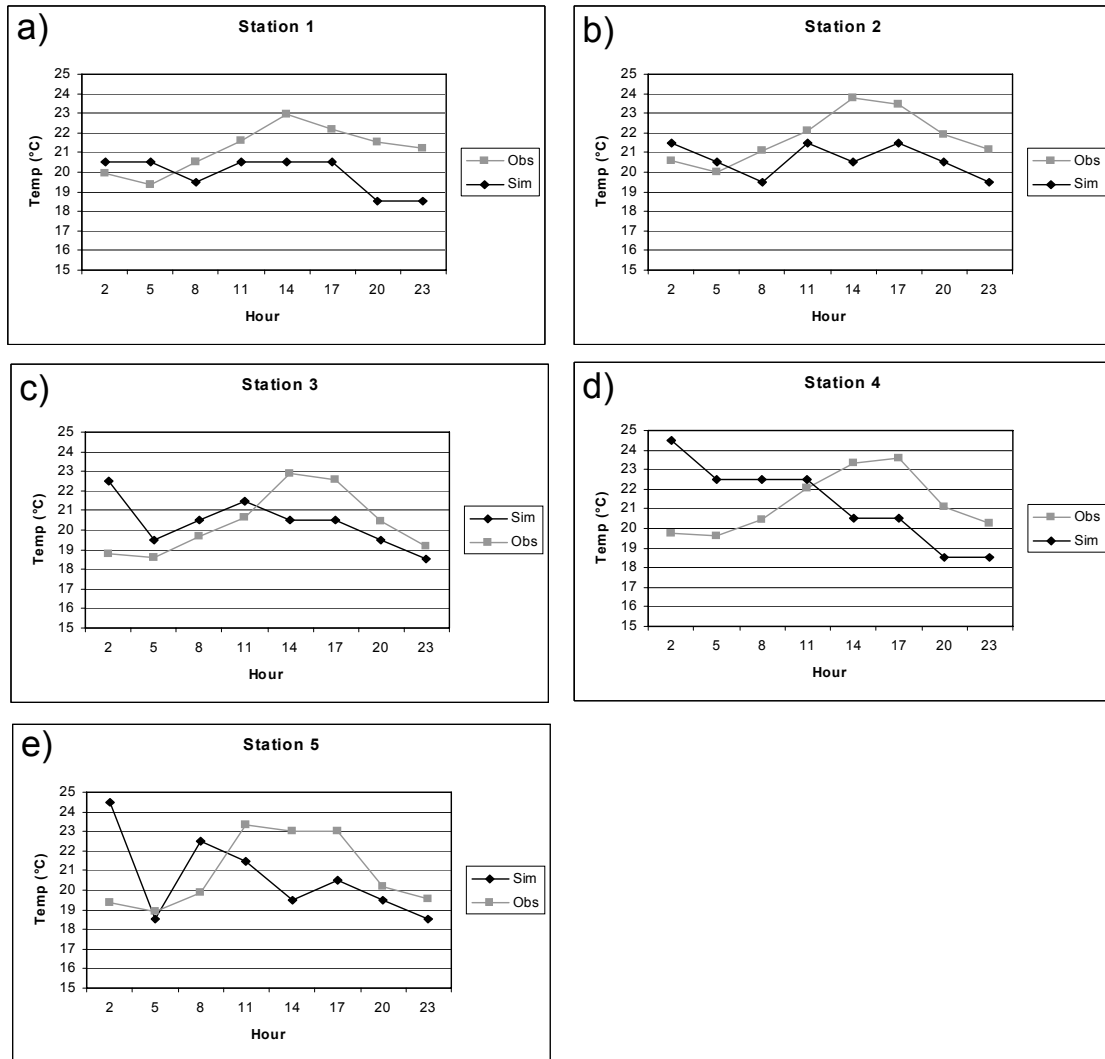 a)
Station 1
25
24
23
22
21
20
19
18
17
16
15
Temp (°C)
2 5 8 11 14 17 20 23
Hour
Obs
Sim
b)
Station 2
25
24
23
22
21
20
19
18
17
16
15
Temp (°C)
2 5 8 11 14 17 20 23
Hour
Obs
Sim
c)
Station 3
25
24
23
22
21
20
19
18
17
16
15
Temp (°C)
2 5 8 11 14 17 20 23
Hour
Sim
Obs
d)
Station 4
25
24
23
22
21
20
19
18
17
16
15
Temp (°C)
2 5 8 11 14 17 20 23
Hour
Obs
Sim
e)
Station 5
25
24
23
22
21
20
19
18
17
16
15
Temp (°C)
2 5 8 11 14 17 20 23
Hour
Sim
Obs